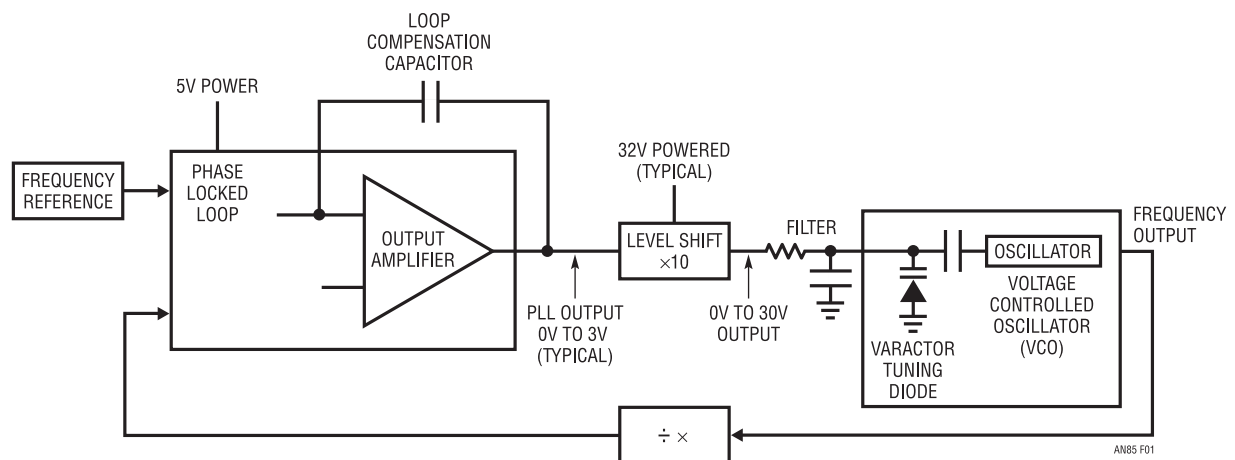 LOOP
COMPENSATION
CAPACITOR
5V POWER
FREQUENCY
REFERENCE
PHASE
LOCKED
LOOP
OUTPUT
AMPLIFIER
PLL OUTPUT
0V TO 3V
(TYPICAL)
32V POWERED
(TYPICAL)
LEVEL SHIFT
×10
0V TO 30V
OUTPUT
FILTER
VARACTOR
TUNING
DIODE
OSCILLATOR
VOLTAGE
CONTROLLED
OSCILLATOR
(VCO)
FREQUENCY
OUTPUT
÷ ×
AN85 F01